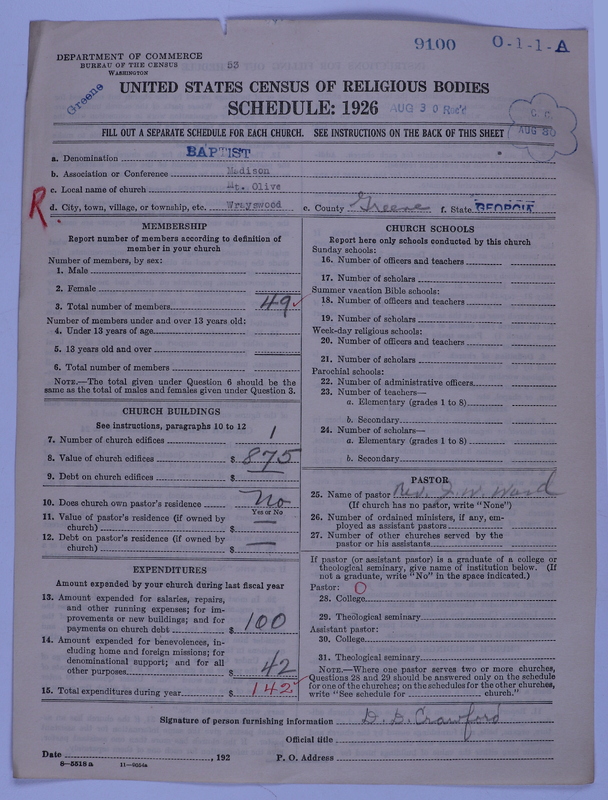 9100 O-1-1-A
DEPARTMENT OF COMMERCE
BUREAU OF THE CENSUS
WASHINGTON
53
Greene
UNITED STATES CENSUS OF RELIGIOUS BODIES
SCHEDULE: 1926
AUG 30 Rec'd
C. C.
AUG 30
FILL OUT A SEPARATE SCHEDULE FOR EACH CHURCH. SEE INSTRUCTIONS ON THE BACK OF THIS SHEET
a. Denomination BAPTIST
b. Association or Conference Madison
c. Local name of church Mt. Olive
R
d. City, town, village, or township, etc. Wrayswood e. County Greene f. State GEORGIA
MEMBERSHIP
Report number of members according to definition of
member in your church
Number of members, by sex:
1. Male
2. Female
3. Total number of members 49
Number of members under and over 13 years old:
4. Under 13 years of age
5. 13 years old and over
6. Total number of members
NOTE.—The total given under Question 6 should be the
same as the total of males and females given under Question 3.
CHURCH BUILDINGS
See instructions, paragraphs 10 to 12
7. Number of church edifices 1
8. Value of church edifices $ 875
9. Debt on church edifices $ —
10. Does church own pastor's residence No
Yes or No
11. Value of pastor's residence (if owned by
church) $ —
12. Debt on pastor's residence (if owned by
church) $ —
EXPENDITURES
Amount expended by your church during last fiscal year
13. Amount expended for salaries, repairs,
and other running expenses; for im-
provements or new buildings; and for
payments on church debt $ 100
14. Amount expended for benevolences, in-
cluding home and foreign missions; for
denominational support; and for all
other purposes $ 42
15. Total expenditures during year $ 142
CHURCH SCHOOLS
Report here only schools conducted by this church
Sunday schools:
16. Number of officers and teachers
17. Number of scholars
Summer vacation Bible schools:
18. Number of officers and teachers
19. Number of scholars
Week-day religious schools:
20. Number of officers and teachers
21. Number of scholars
Parochial schools:
22. Number of administrative officers
23. Number of teachers—
a. Elementary (grades 1 to 8)
b. Secondary
24. Number of scholars—
a. Elementary (grades 1 to 8)
b. Secondary
PASTOR
25. Name of pastor Rev. J. W. Ward
(If church has no pastor, write "None")
26. Number of ordained ministers, if any, em-
ployed as assistant pastors
27. Number of other churches served by the
pastor or his assistants
If pastor (or assistant pastor) is a graduate of a college or
theological seminary, give name of institution below. (If
not a graduate, write "No" in the space indicated.)
Pastor: O
28. College
29. Theological seminary
Assistant pastor:
30. College
31. Theological seminary
NOTE.—Where one pastor serves two or more churches,
Questions 28 and 29 should be answered only on the schedule
for one of the churches; on the schedules for the other churches,
write "See schedule for church."
Signature of person furnishing information D. D. Crawford
Official title
Date , 192 P. O. Address
8-5518a 11-9054a